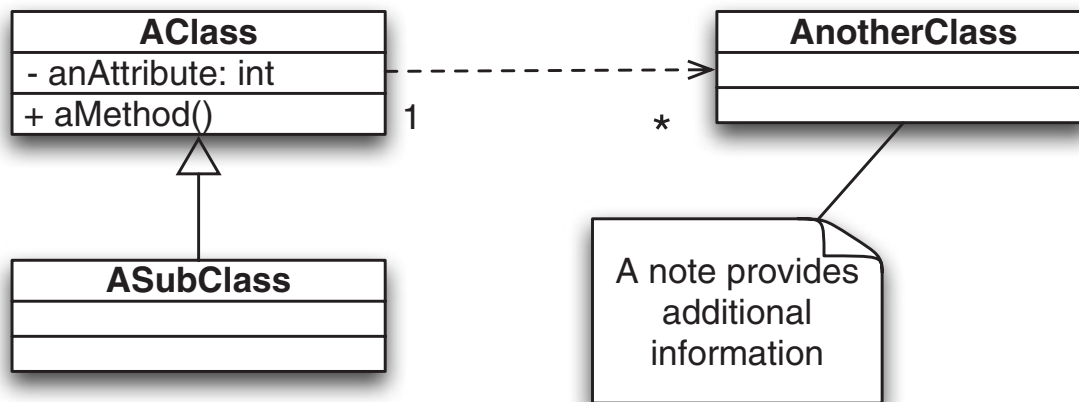 AClass
- anAttribute: int
+ aMethod()
1
*
AnotherClass
ASubClass
A note provides
additional
information